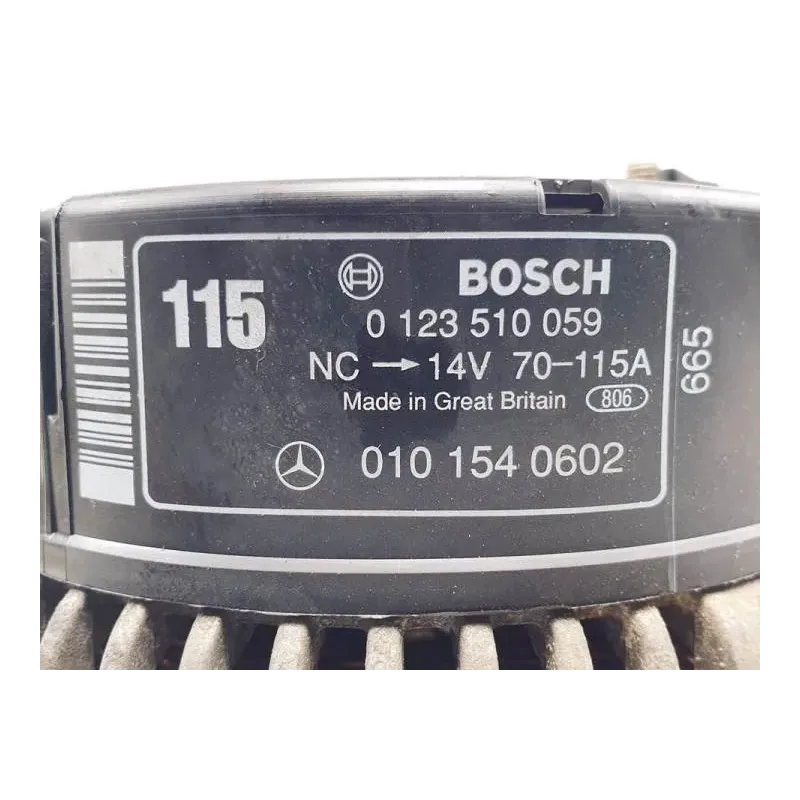 115
BOSCH
0 123 510 059
NC → 14V 70-115A
Made in Great Britain 806
010 154 0602
665